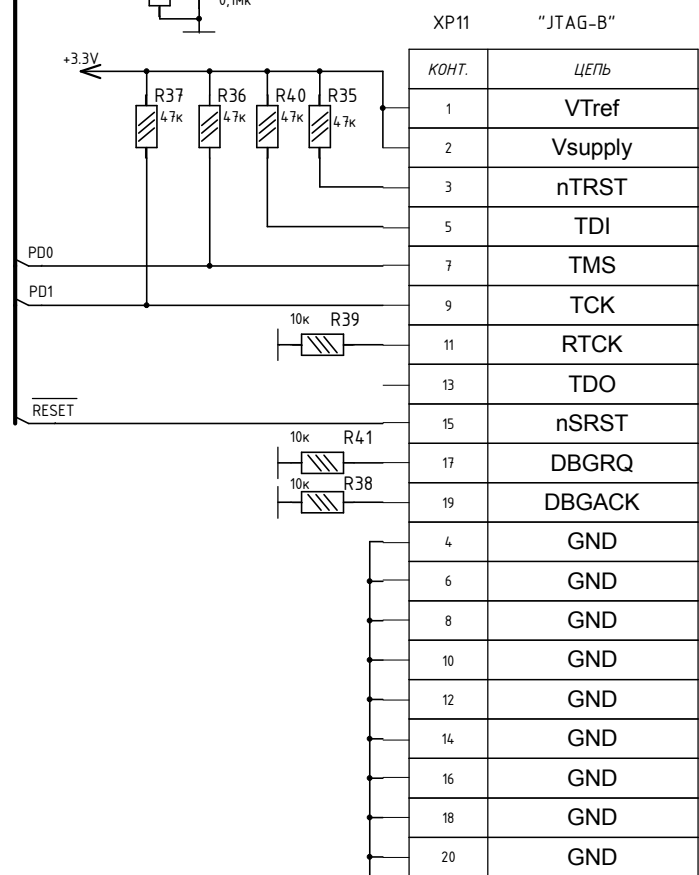 0,1мк
XP11 "JTAG-B"
+3.3V
КОНТ. ЦЕПЬ
R37 R36 R40 R35
47к 47к 47к 47к
1 VTref
2 Vsupply
3 nTRST
5 TDI
PD0
7 TMS
PD1
9 TCK
10к R39
11 RTCK
13 TDO
RESET
15 nSRST
10к R41
17 DBGRQ
10к R38
19 DBGACK
4 GND
6 GND
8 GND
10 GND
12 GND
14 GND
16 GND
18 GND
20 GND